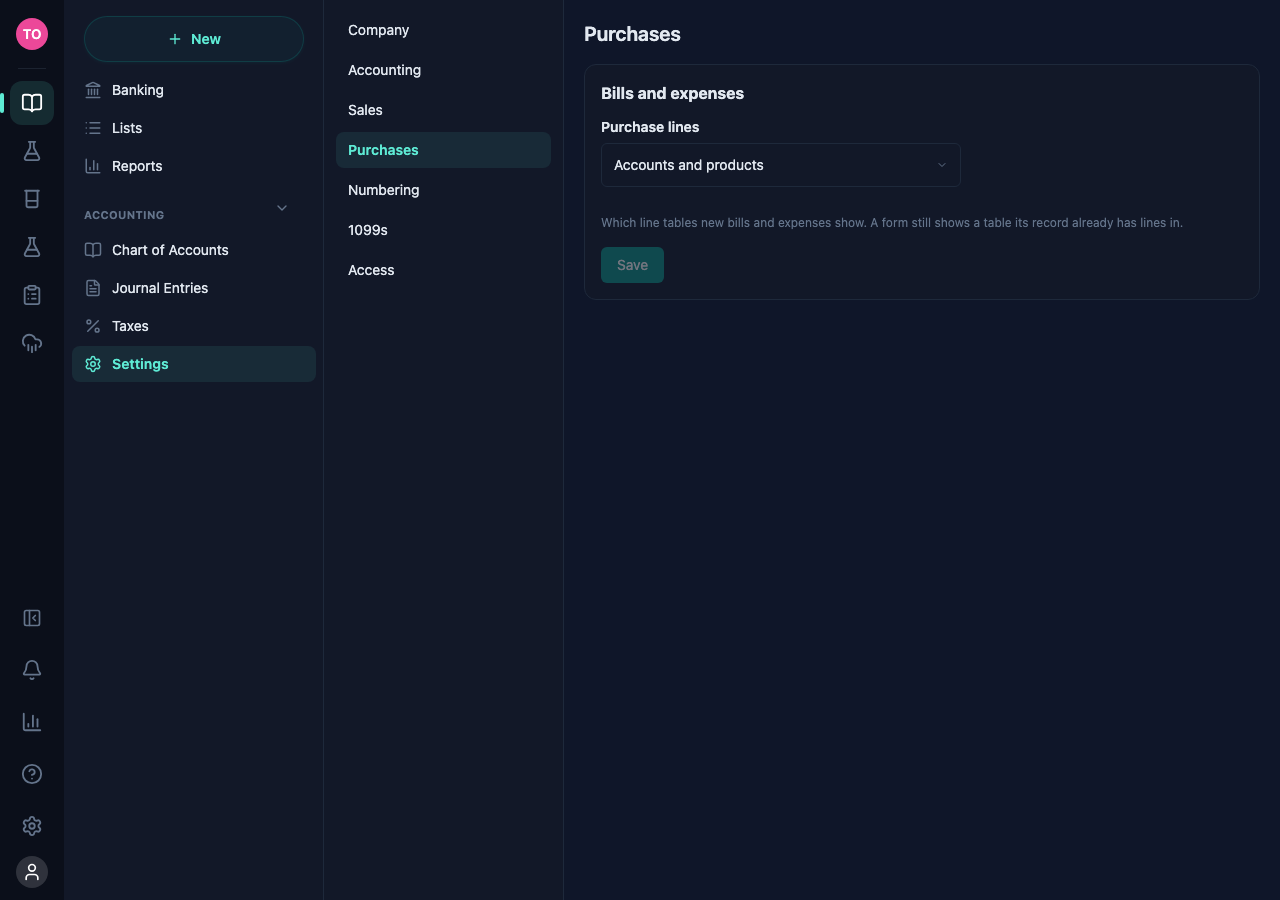 TO
New
Banking
Lists
Reports
ACCOUNTING
Chart of Accounts
Journal Entries
Taxes
Settings
Company
Accounting
Sales
Purchases
Numbering
1099s
Access
Purchases
Bills and expenses
Purchase lines
Accounts and products
Which line tables new bills and expenses show. A form still shows a table its record already has lines in.
Save